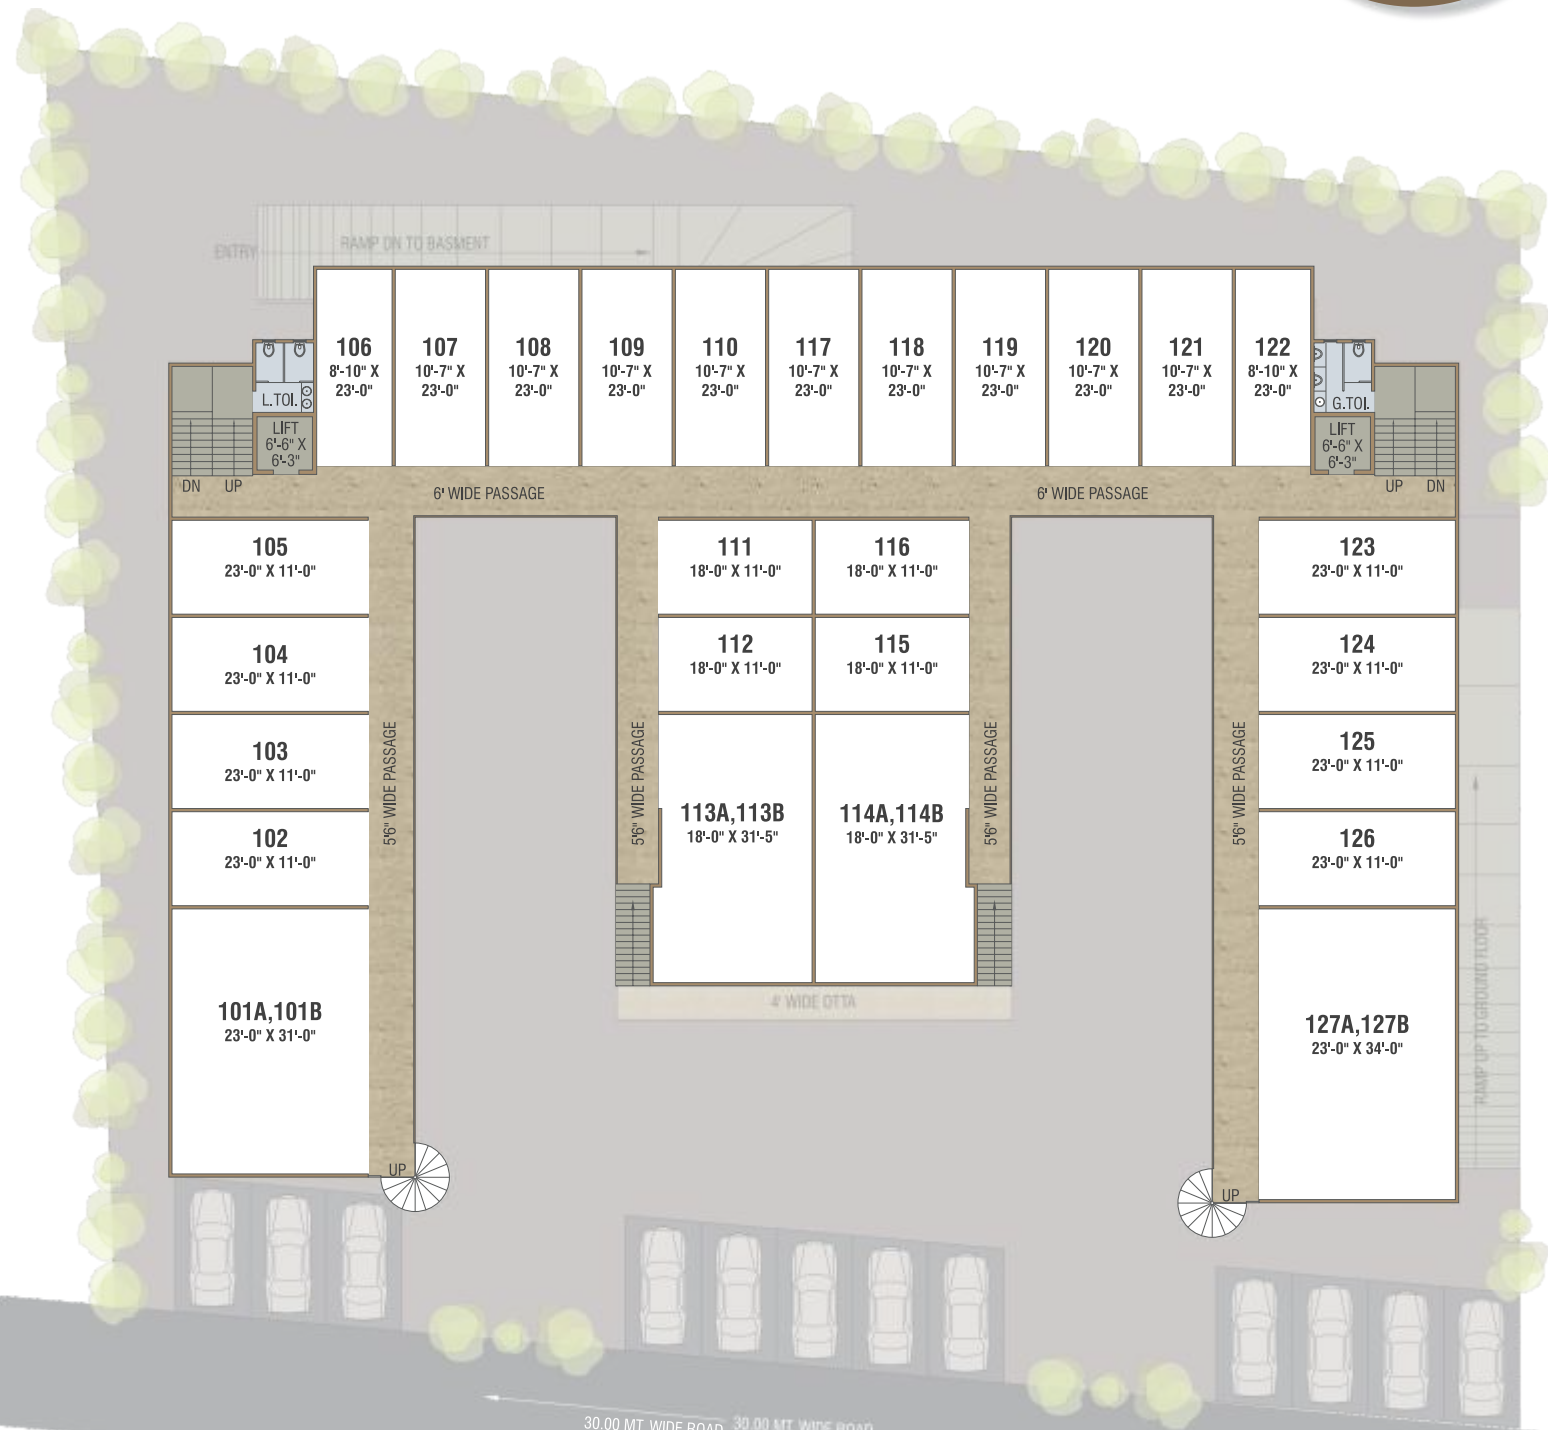 ENTRY
RAMP DN TO BASMENT
106
8'-10" X
23'-0"
107
10'-7" X
23'-0"
108
10'-7" X
23'-0"
109
10'-7" X
23'-0"
110
10'-7" X
23'-0"
117
10'-7" X
23'-0"
118
10'-7" X
23'-0"
119
10'-7" X
23'-0"
120
10'-7" X
23'-0"
121
10'-7" X
23'-0"
122
8'-10" X
23'-0"
L.TOI.
LIFT
6'-6" X
6'-3"
G.TOI.
LIFT
6'-6" X
6'-3"
DN
UP
6' WIDE PASSAGE
6' WIDE PASSAGE
UP
DN
105
23'-0" X 11'-0"
111
18'-0" X 11'-0"
116
18'-0" X 11'-0"
123
23'-0" X 11'-0"
104
23'-0" X 11'-0"
112
18'-0" X 11'-0"
115
18'-0" X 11'-0"
124
23'-0" X 11'-0"
103
23'-0" X 11'-0"
125
23'-0" X 11'-0"
5'6" WIDE PASSAGE
5'6" WIDE PASSAGE
5'6" WIDE PASSAGE
5'6" WIDE PASSAGE
102
23'-0" X 11'-0"
113A,113B
18'-0" X 31'-5"
114A,114B
18'-0" X 31'-5"
126
23'-0" X 11'-0"
101A,101B
23'-0" X 31'-0"
4' WIDE OTTA
127A,127B
23'-0" X 34'-0"
RAMP UP TO GROUND FLOOR
UP
UP
30.00 MT. WIDE ROAD
30.00 MT. WIDE ROAD